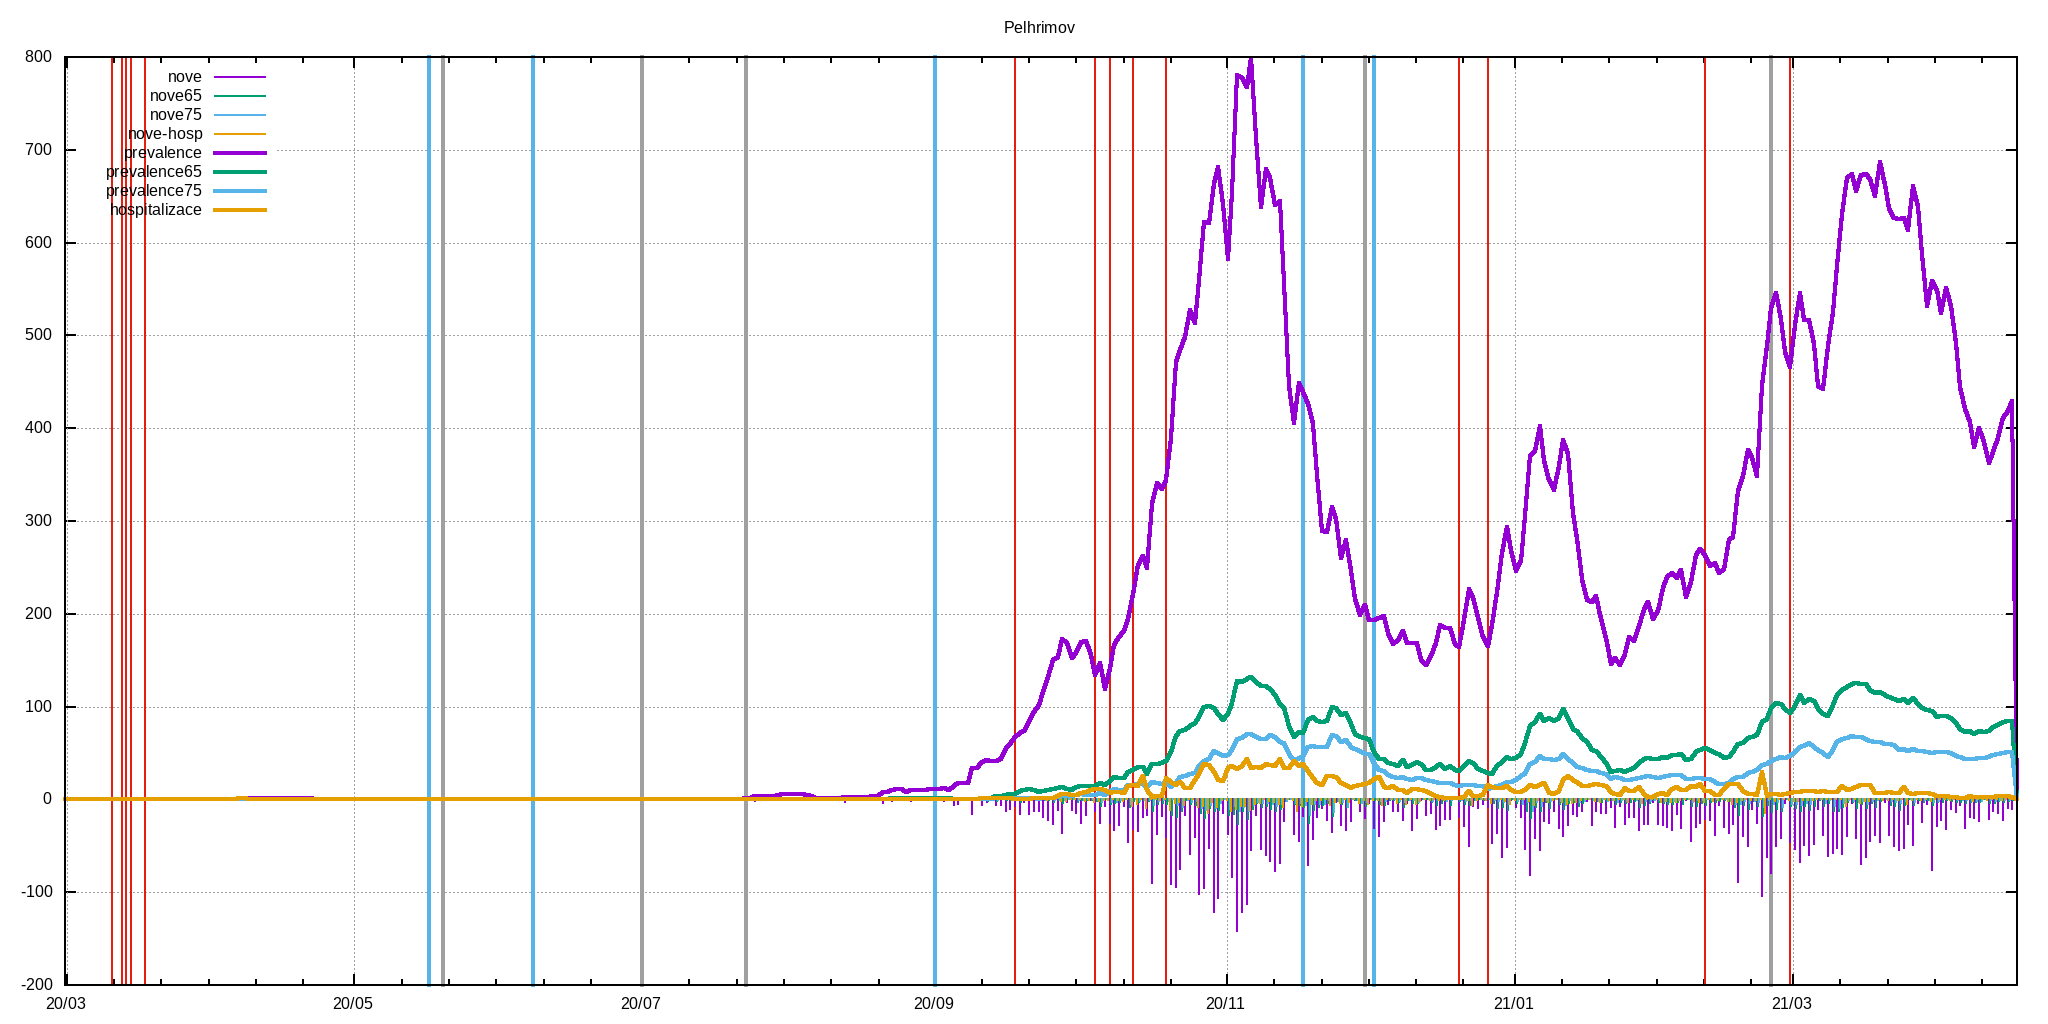 Pelhrimov
800
700
600
500
400
300
200
100
0
-100
-200
nove
nove65
nove75
nove-hosp
prevalence
prevalence65
prevalence75
hospitalizace
20/03
20/05
20/07
20/09
20/11
21/01
21/03